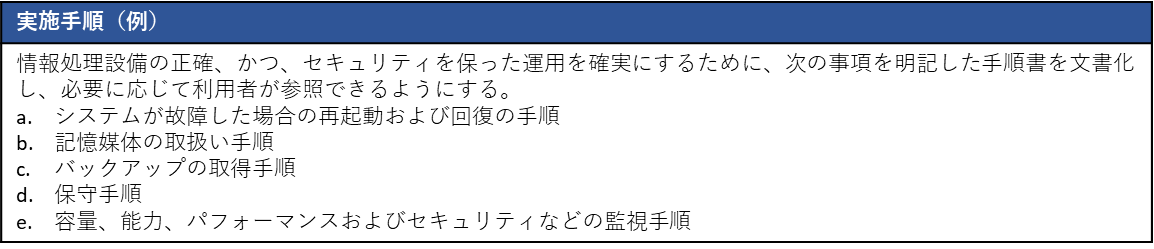 実施手順（例）
情報処理設備の正確、かつ、セキュリティを保った運用を確実にするために、次の事項を明記した手順書を文書化
し、必要に応じて利用者が参照できるようにする。
a. システムが故障した場合の再起動および回復の手順
b. 記憶媒体の取扱い手順
c. バックアップの取得手順
d. 保守手順
e. 容量、能力、パフォーマンスおよびセキュリティなどの監視手順